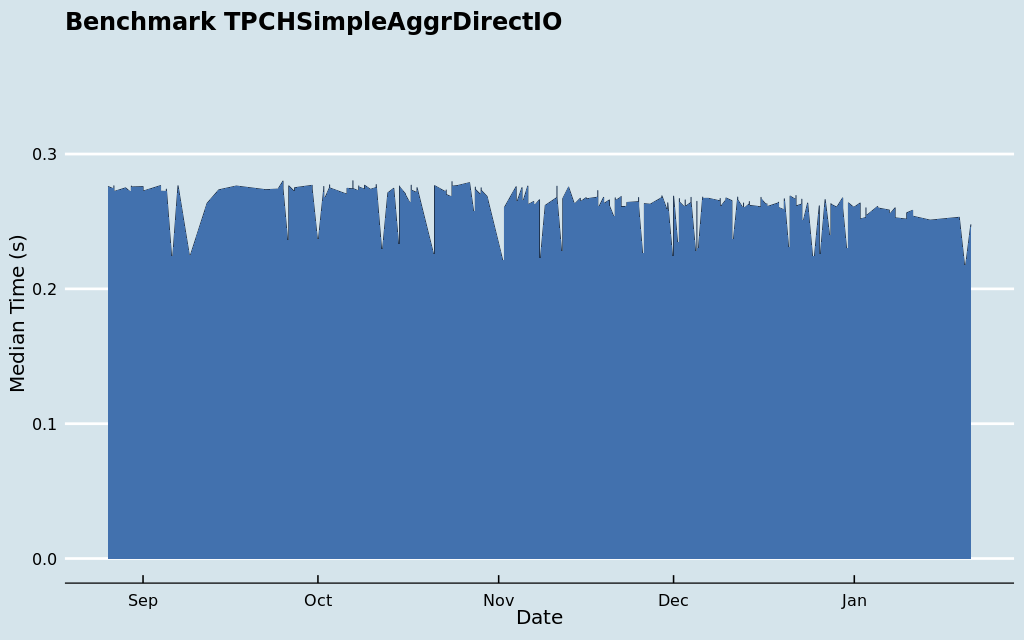 Benchmark TPCHSimpleAggrDirectIO
Median Time (s)
0.3
0.2
0.1
0.0
Sep Oct Nov Dec Jan
Date